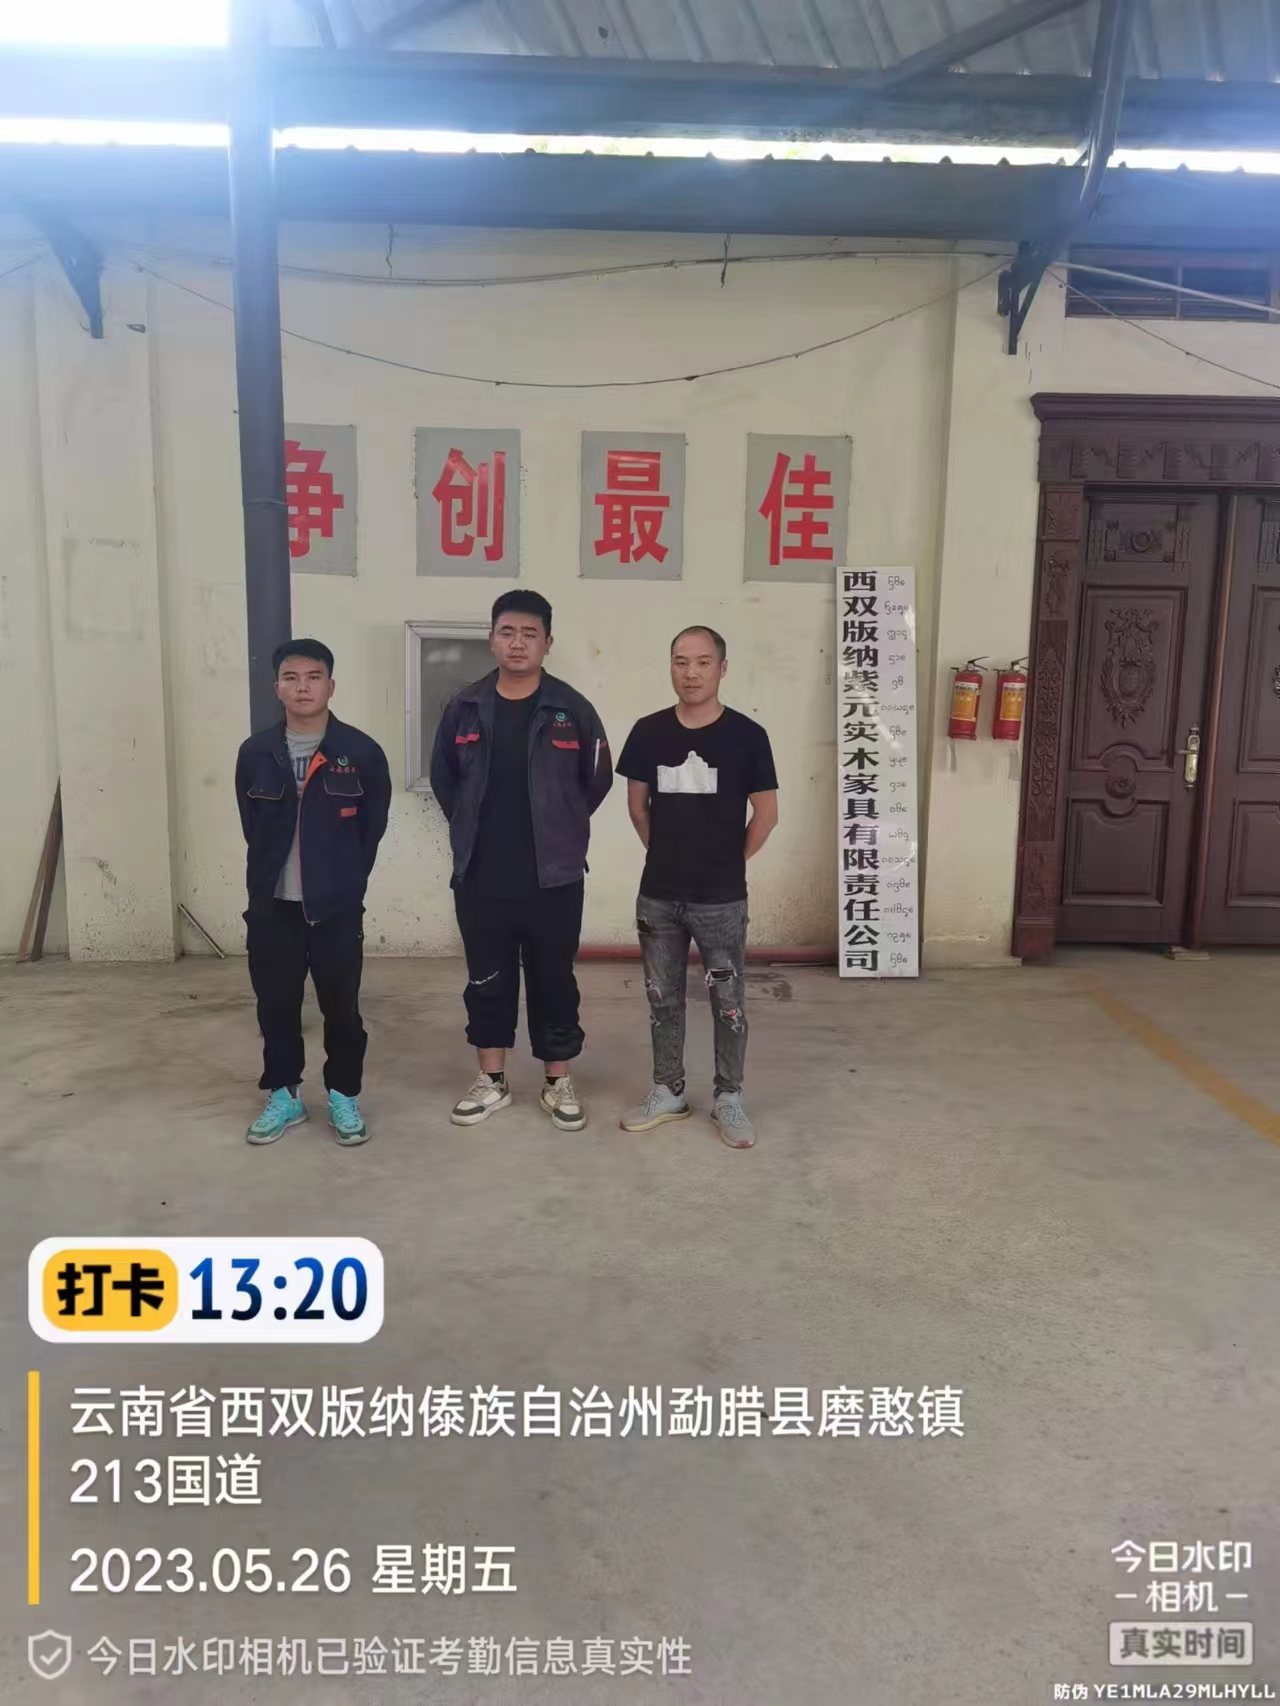 争创最佳
西双版纳紫元实木家具有限责任公司
打卡 13:20
云南省西双版纳傣族自治州勐腊县磨憨镇
213国道
2023.05.26 星期五
今日水印相机已验证考勤信息真实性
今日水印
-相机-
真实时间
防伪 YE1MLA29MLHYLL